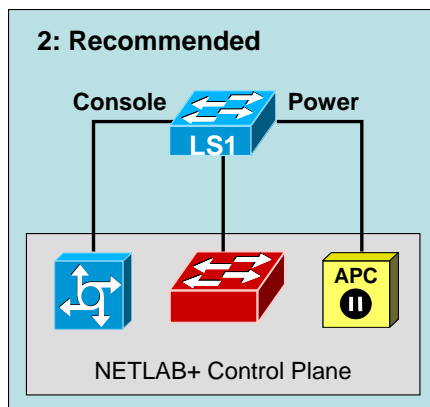 2: Recommended
Console
Power
LS1
APC
NETLAB+ Control Plane